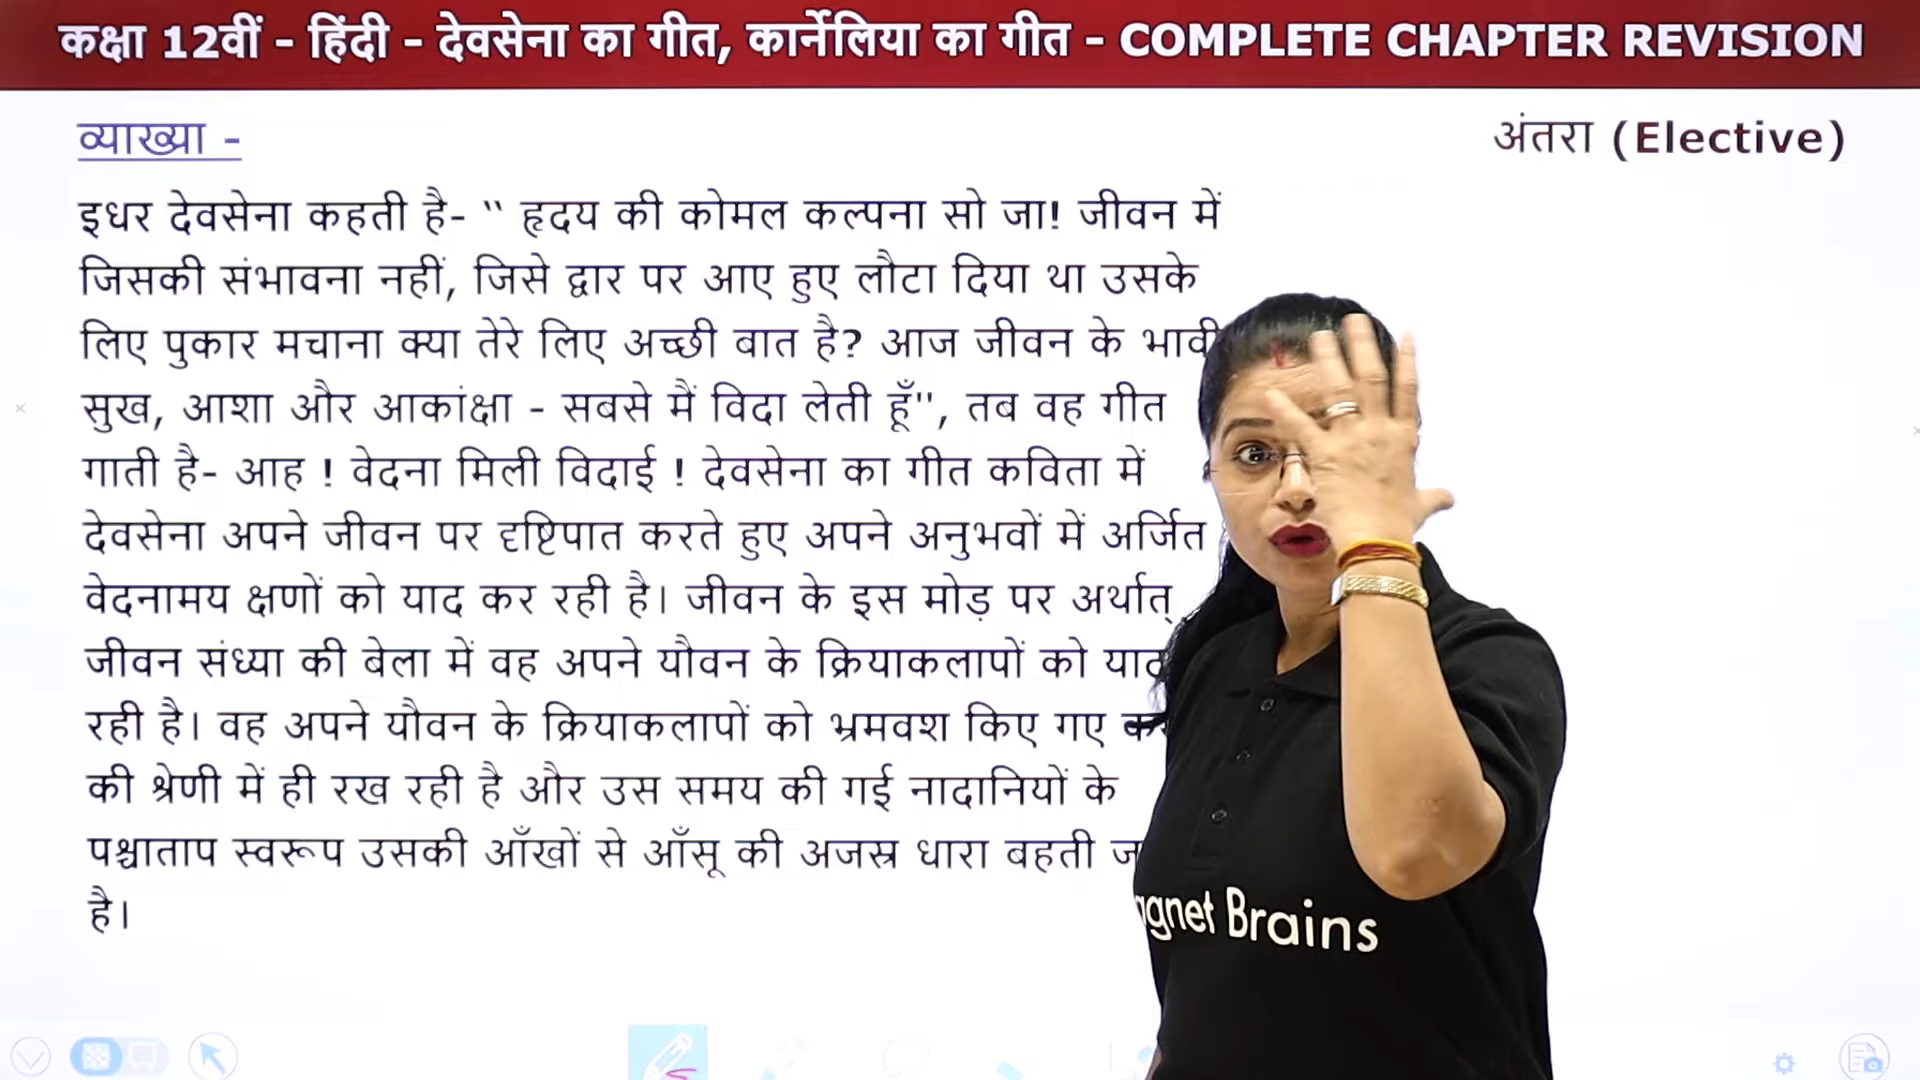 कक्षा 12वीं - हिंदी - देवसेना का गीत, कार्नेलिया का गीत - COMPLETE CHAPTER REVISION
व्याख्या -
अंतरा (Elective)
इधर देवसेना कहती है- " हृदय की कोमल कल्पना सो जा! जीवन में
जिसकी संभावना नहीं, जिसे द्वार पर आए हुए लौटा दिया था उसके
लिए पुकार मचाना क्या तेरे लिए अच्छी बात है? आज जीवन के भावी
सुख, आशा और आकांक्षा - सबसे मैं विदा लेती हूँ", तब वह गीत
गाती है- आह ! वेदना मिली विदाई ! देवसेना का गीत कविता में
देवसेना अपने जीवन पर दृष्टिपात करते हुए अपने अनुभवों में अर्जित
वेदनामय क्षणों को याद कर रही है। जीवन के इस मोड़ पर अर्थात्
जीवन संध्या की बेला में वह अपने यौवन के क्रियाकलापों को याद
रही है। वह अपने यौवन के क्रियाकलापों को भ्रमवश किए गए
की श्रेणी में ही रख रही है और उस समय की गई नादानियों के
पश्चाताप स्वरूप उसकी आँखों से आँसू की अजस्र धारा बहती
है।
Brains